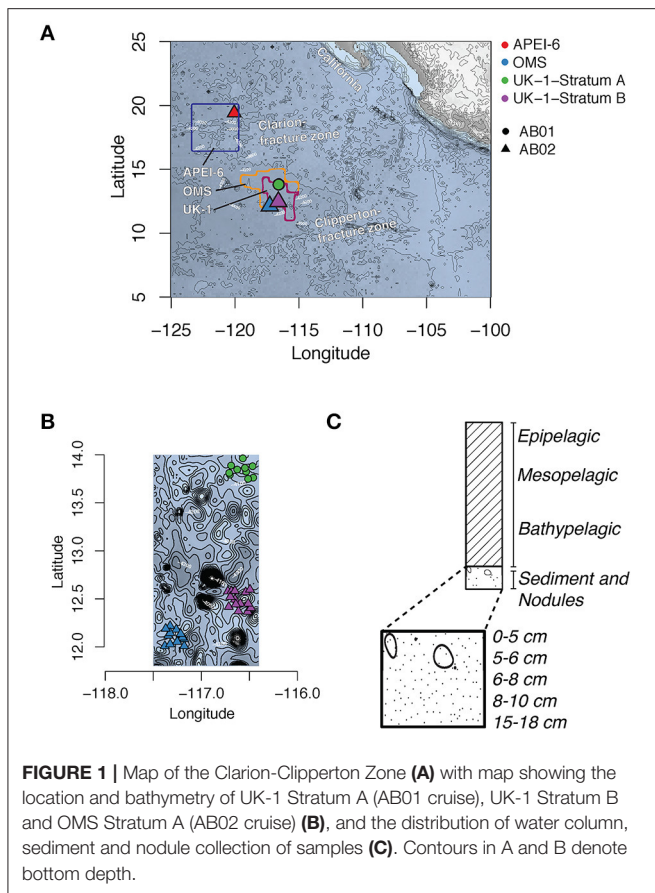 A
APEI-6
OMS
UK-1-Stratum A
UK-1-Stratum B
AB01
AB02
California
Clarion-
fracture zone
APEI-6
OMS
UK-1
Clipperton-
fracture zone
Latitude
25
20
15
10
5
−125 −120 −115 −110 −105 −100
Longitude
B
Latitude
14.0
13.5
13.0
12.5
12.0
−118.0 −117.0 −116.0
Longitude
C
Epipelagic
Mesopelagic
Bathypelagic
Sediment and
Nodules
0-5 cm
5-6 cm
6-8 cm
8-10 cm
15-18 cm
FIGURE 1 | Map of the Clarion-Clipperton Zone (A) with map showing the
location and bathymetry of UK-1 Stratum A (AB01 cruise), UK-1 Stratum B
and OMS Stratum A (AB02 cruise) (B), and the distribution of water column,
sediment and nodule collection of samples (C). Contours in A and B denote
bottom depth.